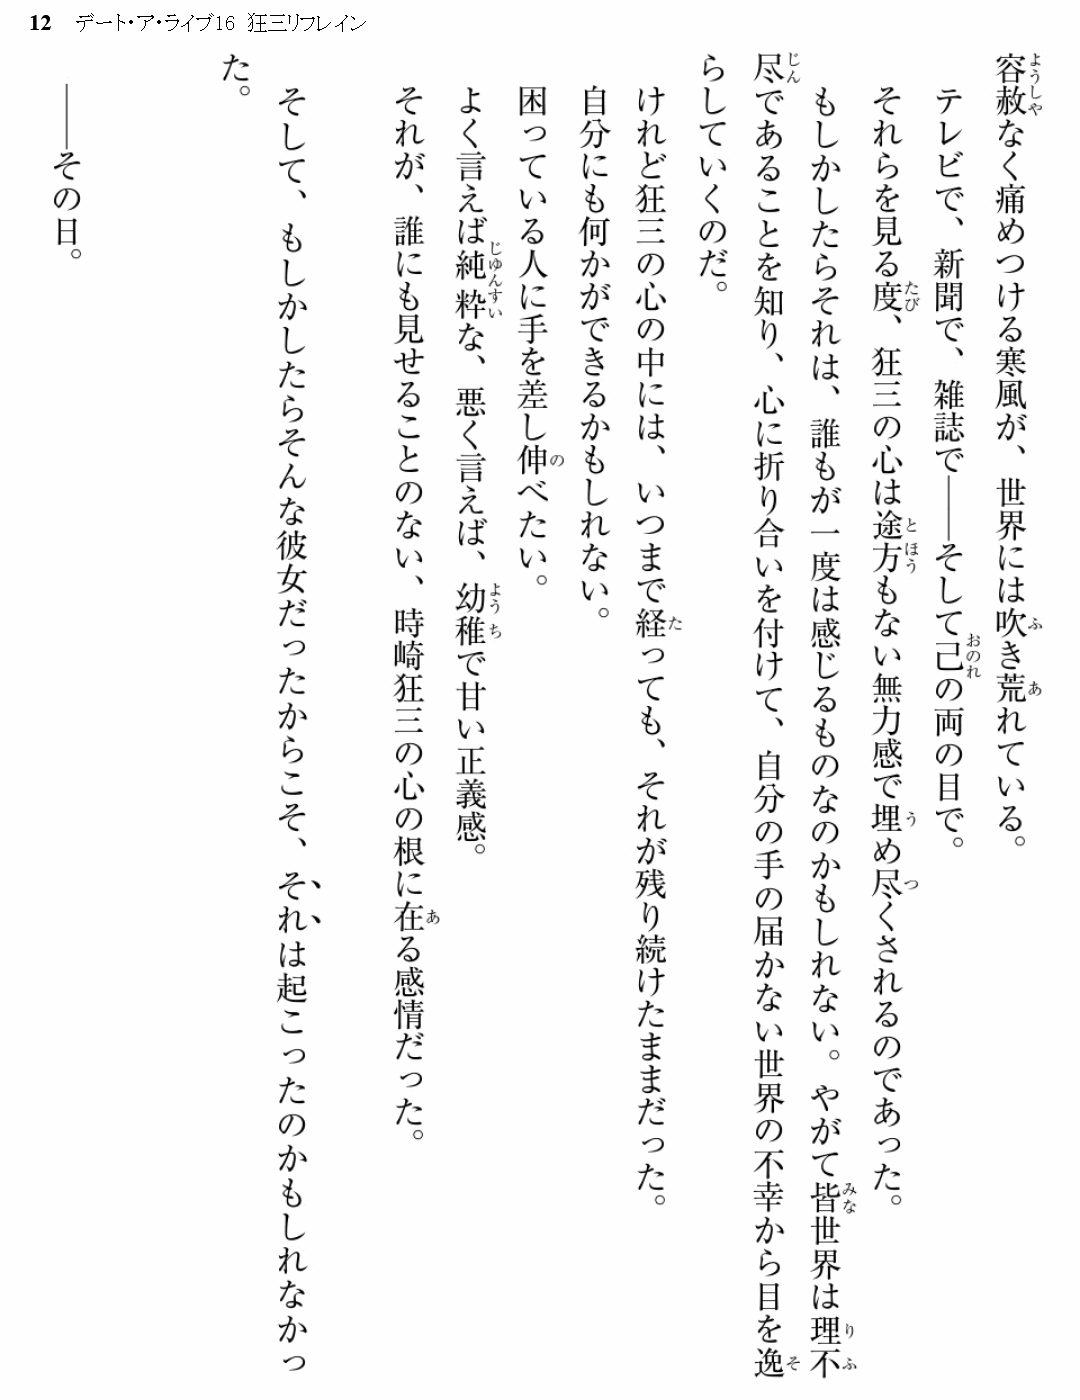 12 デート・ア・ライブ16 狂三リフレイン
容赦なく痛めつける寒風が、世界には吹き荒れている。
テレビで、新聞で、雑誌で――そして己の両の目で。
それらを見る度、狂三の心は途方もない無力感で埋め尽くされるのであった。
もしかしたらそれは、誰もが一度は感じるものなのかもしれない。やがて皆世界は理不
尽であることを知り、心に折り合いを付けて、自分の手の届かない世界の不幸から目を逸
らしていくのだ。
けれど狂三の心の中には、いつまで経っても、それが残り続けたままだった。
自分にも何かができるかもしれない。
困っている人に手を差し伸べたい。
よく言えば純粋な、悪く言えば、幼稚で甘い正義感。
それが、誰にも見せることのない、時崎狂三の心の根に在る感情だった。
そして、もしかしたらそんな彼女だったからこそ、それは起こったのかもしれなかっ
た。
――その日。